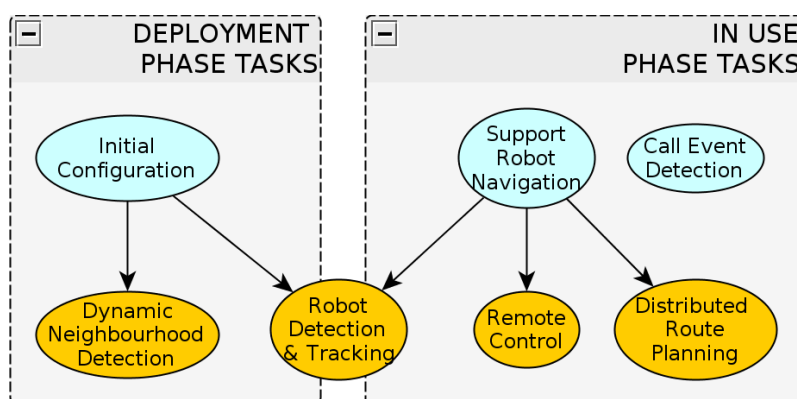 DEPLOYMENT
PHASE TASKS
IN USE
PHASE TASKS
Initial
Configuration
Support
Robot
Navigation
Call Event
Detection
Dynamic
Neighbourhood
Detection
Robot
Detection
& Tracking
Remote
Control
Distributed
Route
Planning